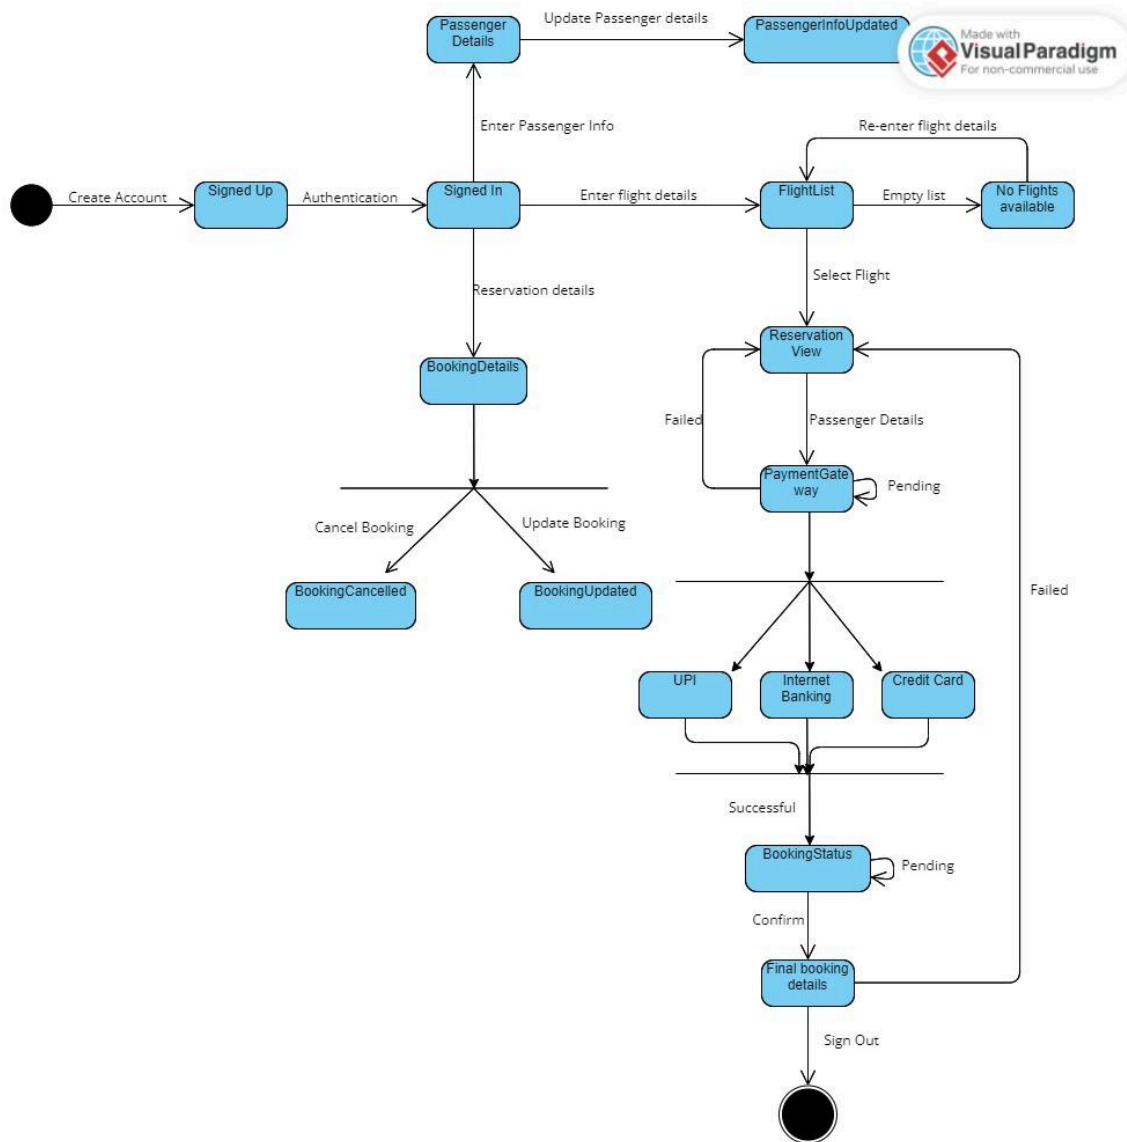 Passenger
Details
Update Passenger details
PassengerInfoUpdated
Made with
VisualParadigm
For non-commercial use
Enter Passenger Info
Re-enter flight details
Create Account
Signed Up
Authentication
Signed In
Enter flight details
FlightList
Empty list
No Flights
available
Reservation details
Select Flight
BookingDetails
Reservation
View
Failed
Passenger Details
PaymentGate
way
Pending
Cancel Booking
Update Booking
BookingCancelled
BookingUpdated
Failed
UPI
Internet
Banking
Credit Card
Successful
BookingStatus
Pending
Confirm
Final booking
details
Sign Out